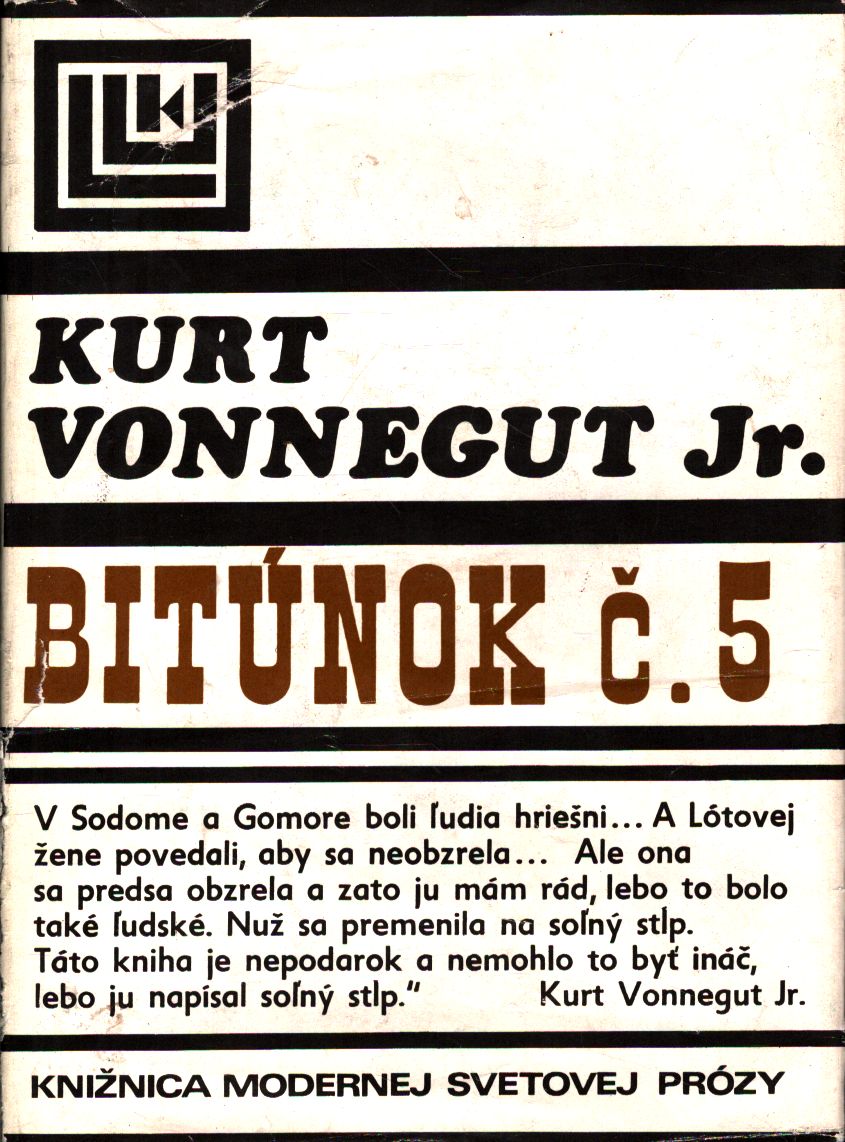 KURT
VONNEGUT Jr.
BITÚNOK Č.5
V Sodome a Gomore boli ľudia hriešni... A Lótovej
žene povedali, aby sa neobzrela... Ale ona
sa predsa obzrela a zato ju mám rád, lebo to bolo
také ľudské. Nuž sa premenila na soľný stĺp.
Táto kniha je nepodarok a nemohlo to byť ináč,
lebo ju napísal soľný stĺp.“ Kurt Vonnegut Jr.
KNIŽNICA MODERNEJ SVETOVEJ PRÓZY